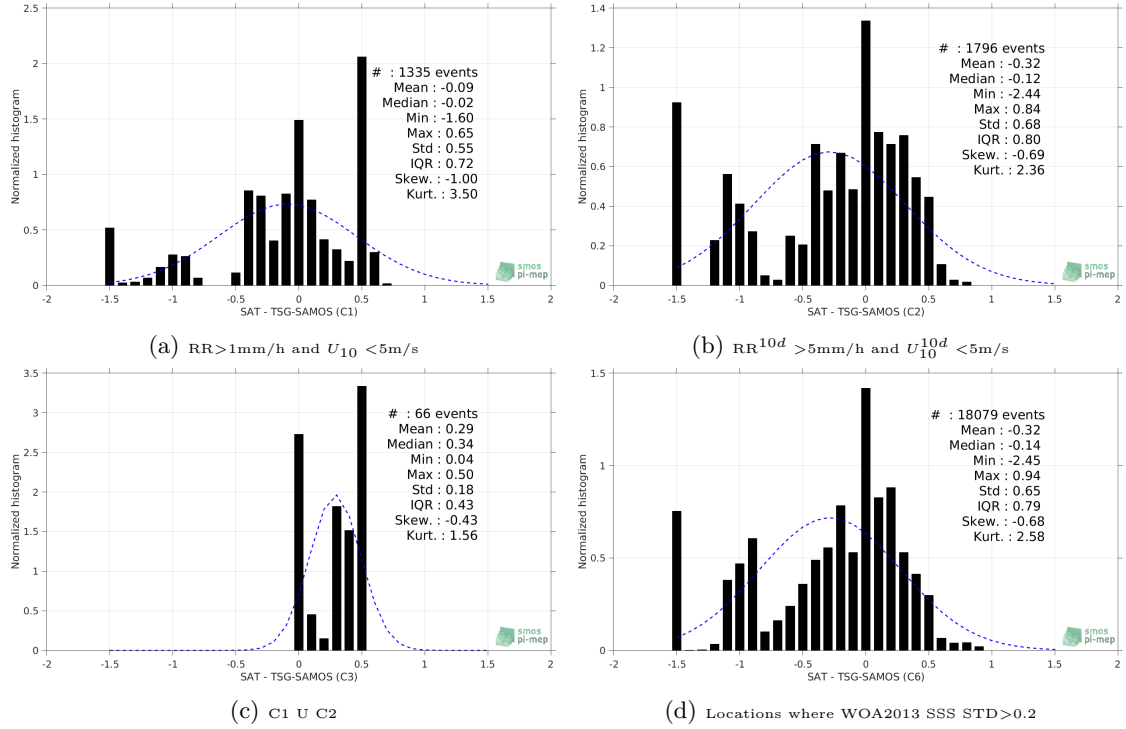 2.5
2
1.5
1
0.5
0
-2
-1.5
-1
-0.5
0
0.5
1
1.5
2
Normalized histogram
SAT - TSG-SAMOS (C1)
# : 1335 events
Mean : -0.09
Median : -0.02
Min : -1.60
Max : 0.65
Std : 0.55
IQR : 0.72
Skew. : -1.00
Kurt. : 3.50
smos
pi-mep
(a) RR>1mm/h and U10 <5m/s
1.4
1.2
1
0.8
0.6
0.4
0.2
0
-2
-1.5
-1
-0.5
0
0.5
1
1.5
2
Normalized histogram
SAT - TSG-SAMOS (C2)
# : 1796 events
Mean : -0.32
Median : -0.12
Min : -2.44
Max : 0.84
Std : 0.68
IQR : 0.80
Skew. : -0.69
Kurt. : 2.36
smos
pi-mep
(b) RR10d >5mm/h and U10 10d <5m/s
3.5
3
2.5
2
1.5
1
0.5
0
-2
-1.5
-1
-0.5
0
0.5
1
1.5
2
Normalized histogram
SAT - TSG-SAMOS (C3)
# : 66 events
Mean : 0.29
Median : 0.34
Min : 0.04
Max : 0.50
Std : 0.18
IQR : 0.43
Skew. : -0.43
Kurt. : 1.56
smos
pi-mep
(c) C1 U C2
1.5
1
0.5
0
-2
-1.5
-1
-0.5
0
0.5
1
1.5
2
Normalized histogram
SAT - TSG-SAMOS (C6)
# : 18079 events
Mean : -0.32
Median : -0.14
Min : -2.45
Max : 0.94
Std : 0.65
IQR : 0.79
Skew. : -0.68
Kurt. : 2.58
smos
pi-mep
(d) Locations where WOA2013 SSS STD>0.2